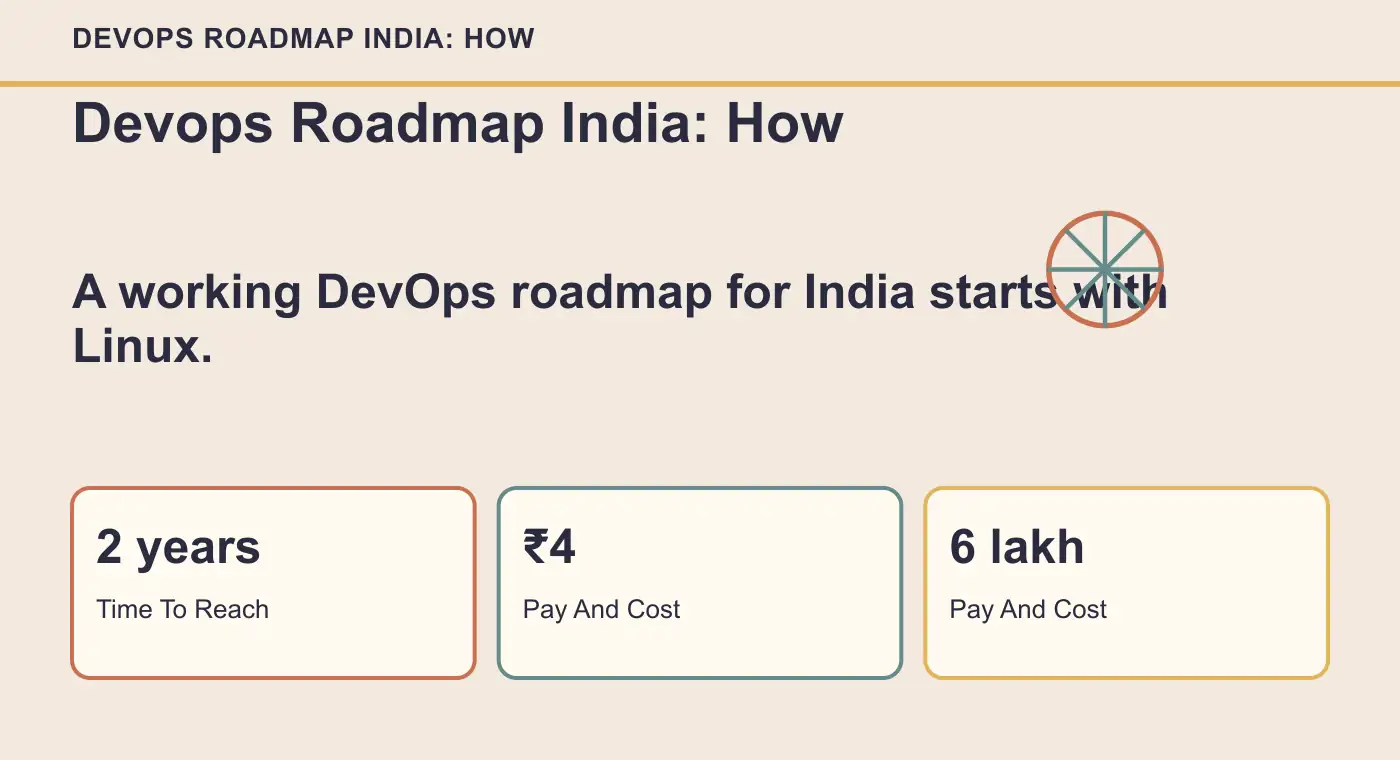 DEVOPS ROADMAP INDIA: HOW
Devops Roadmap India: How
A working DevOps roadmap for India starts with
Linux.
2 years
Time To Reach
₹4
Pay And Cost
6 lakh
Pay And Cost